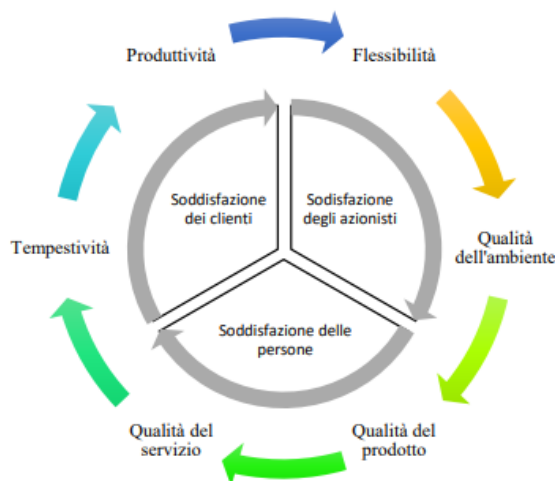 Produttività
Flessibilità
Soddisfazione
dei clienti
Sodisfazione
degli azionisti
Tempestività
Qualità
dell'ambiente
Soddisfazione delle
persone
Qualità del
servizio
Qualità del
prodotto